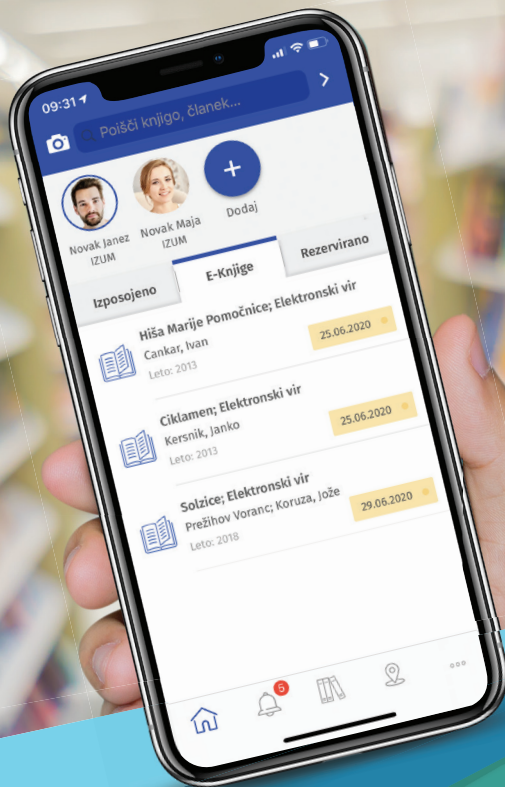 09:31
Poišči knjigo, članek...
Novak Janez
IZUM
Novak Maja
IZUM
Dodaj
Izposojeno
E-Knjige
Rezervirano
Hiša Marije Pomočnice; Elektronski vir
Cankar, Ivan
Leto: 2013
25.06.2020
Ciklamen; Elektronski vir
Kersnik, Janko
Leto: 2013
25.06.2020
Solzice; Elektronski vir
Prežihov Voranc; Koruza, Jože
Leto: 2018
29.06.2020
5